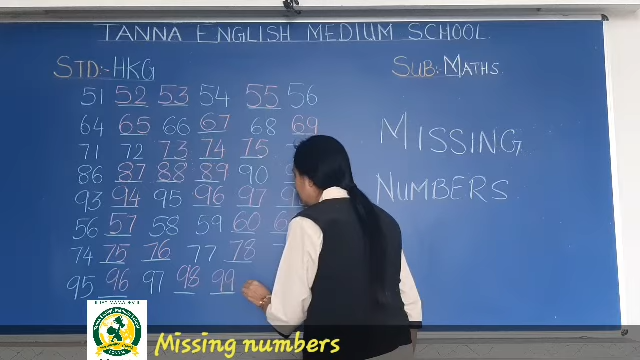 TANNA ENGLISH MEDIUM SCHOOL
STD:- HKG
SUB:- MATHS
51 52 53 54 55 56
64 65 66 67 68 69
71 72 73 74 75
86 87 88 89 90
93 94 95 96 97
56 57 58 59 60
74 75 76 77 78
95 96 97 98 99
MISSING
NUMBERS
Missing numbers